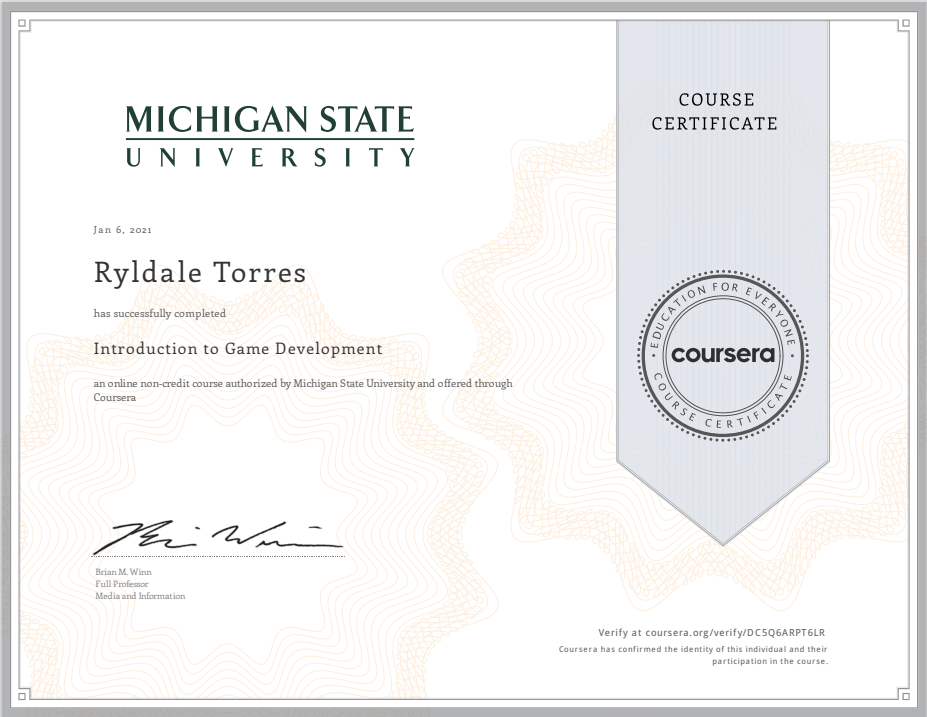 MICHIGAN STATE
UNIVERSITY
COURSE
CERTIFICATE
Jan 6, 2021
Ryldale Torres
has successfully completed
Introduction to Game Development
an online non-credit course authorized by Michigan State University and offered through
Coursera
EDUCATION FOR EVERYONE
coursera
COURSE CERTIFICATE
Brian M. Winn
Full Professor
Media and Information
Verify at coursera.org/verify/DC5Q6ARPT6LR
Coursera has confirmed the identity of this individual and their
participation in the course.